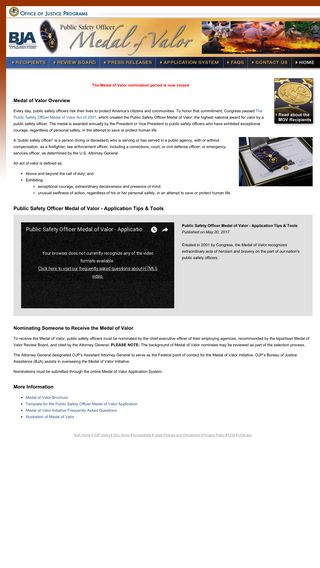 OFFICE OF JUSTICE PROGRAMS
BJA
Public Safety Officer
Medal of Valor
RECIPIENTS
REVIEW BOARD
PRESS RELEASES
APPLICATION SYSTEM
FAQS
CONTACT US
HOME
The Medal of Valor nomination period is now closed.
Read about the
MOV Recipients
Medal of Valor Overview
Every day, public safety officers risk their lives to protect America's citizens and communities. To honor that commitment, Congress passed The
Public Safety Officer Medal of Valor Act of 2001, which created the Public Safety Officer Medal of Valor, the highest national award for valor by a
public safety officer. The medal is awarded annually by the President or Vice President to public safety officers who have exhibited exceptional
courage, regardless of personal safety, in the attempt to save or protect human life.
A "public safety officer" is a person (living or deceased) who is serving or has served in a public agency, with or without
compensation, as a firefighter, law enforcement officer, including a corrections, court, or civil defense officer, or emergency
services officer, as determined by the U.S. Attorney General.
An act of valor is defined as:
Above and beyond the call of duty; and
Exhibiting
exceptional courage, extraordinary decisiveness and presence of mind;
unusual swiftness of action, regardless of his or her personal safety, in an attempt to save or protect human life.
Public Safety Officer Medal of Valor - Application Tips & Tools
Public Safety Officer Medal of Valor - Applicatio...
Your browser does not currently recognize any of the video
formats available.
Click here to visit our frequently asked questions about HTML5
video.
Public Safety Officer Medal of Valor - Application Tips & Tools
Published on May 30, 2017
Created in 2001 by Congress, the Medal of Valor recognizes
extraordinary acts of heroism and bravery on the part of our nation's
public safety officers.
Nominating Someone to Receive the Medal of Valor
To receive the Medal of Valor, public safety officers must be nominated by the chief executive officer of their employing agencies, recommended by the bipartisan Medal of
Valor Review Board, and cited by the Attorney General. PLEASE NOTE: The background of Medal of Valor nominees may be reviewed as part of the selection process.
The Attorney General designated OJP's Assistant Attorney General to serve as the Federal point of contact for the Medal of Valor initiative. OJP's Bureau of Justice
Assistance (BJA) assists in overseeing the Medal of Valor Initiative.
Nominations must be submitted through the online Medal of Valor Application System.
More Information
Medal of Valor Brochure
Template for the Public Safety Officer Medal of Valor Application
Medal of Valor Initiative Frequently Asked Questions
Illustration of Medal of Valor
BJA Home | OJP Home | DOJ Home | Accessibility | Legal Policies and Disclaimers | Privacy Policy | FOIA | USA.gov